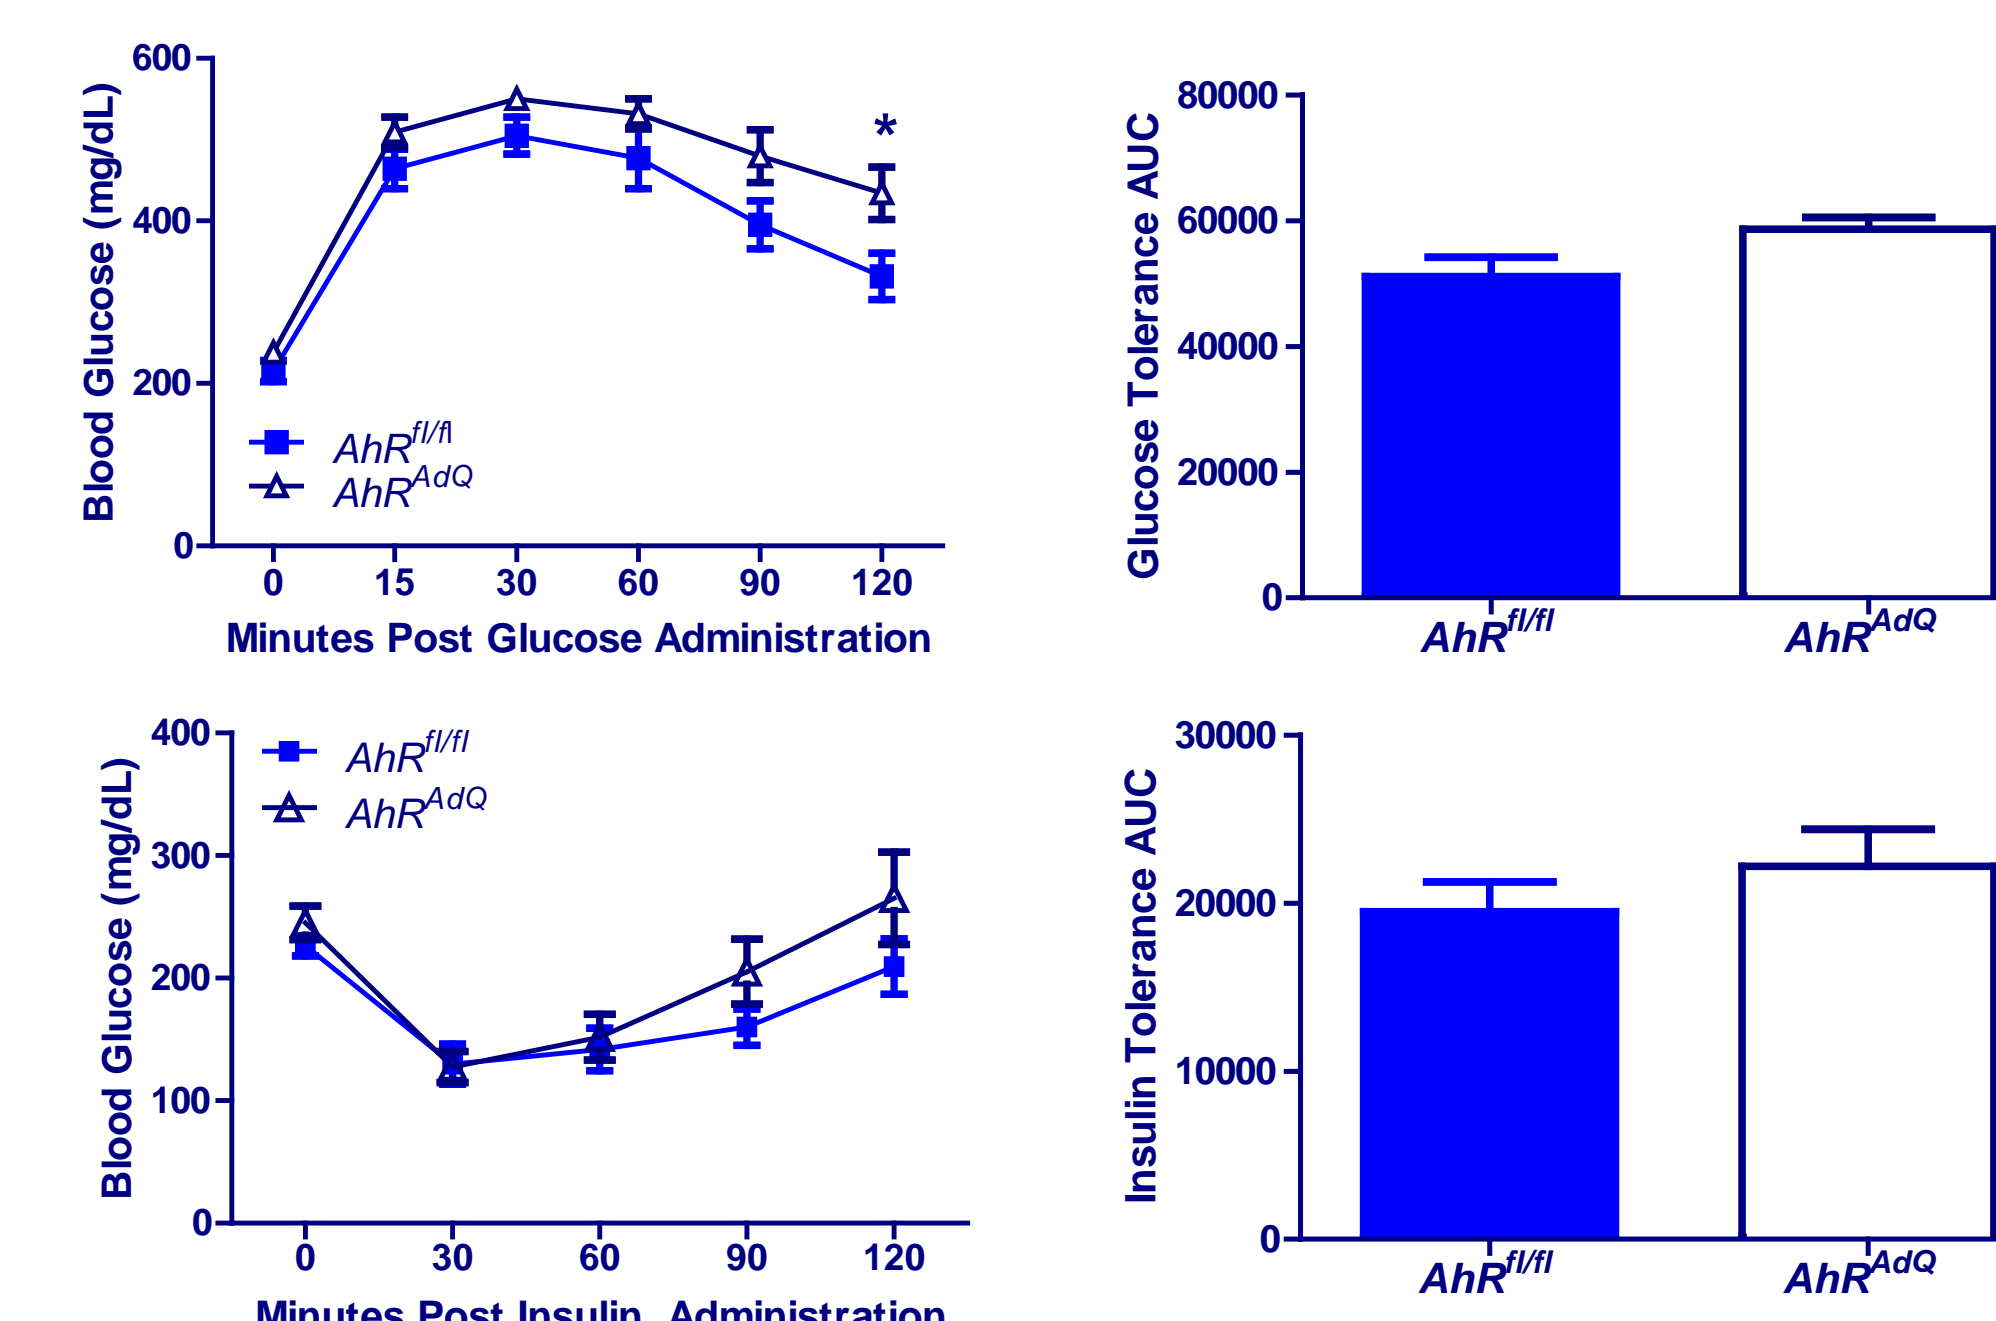 600
400
200
0
Blood Glucose (mg/dL)
*
AhR^fl/fl
AhR^AdQ
0 15 30 60 90 120
Minutes Post Glucose Administration
80000
60000
40000
20000
0
Glucose Tolerance AUC
AhR^fl/fl AhR^AdQ
400
300
200
100
0
Blood Glucose (mg/dL)
AhR^fl/fl
AhR^AdQ
0 30 60 90 120
Minutes Post Insulin Administration
30000
20000
10000
0
Insulin Tolerance AUC
AhR^fl/fl AhR^AdQ